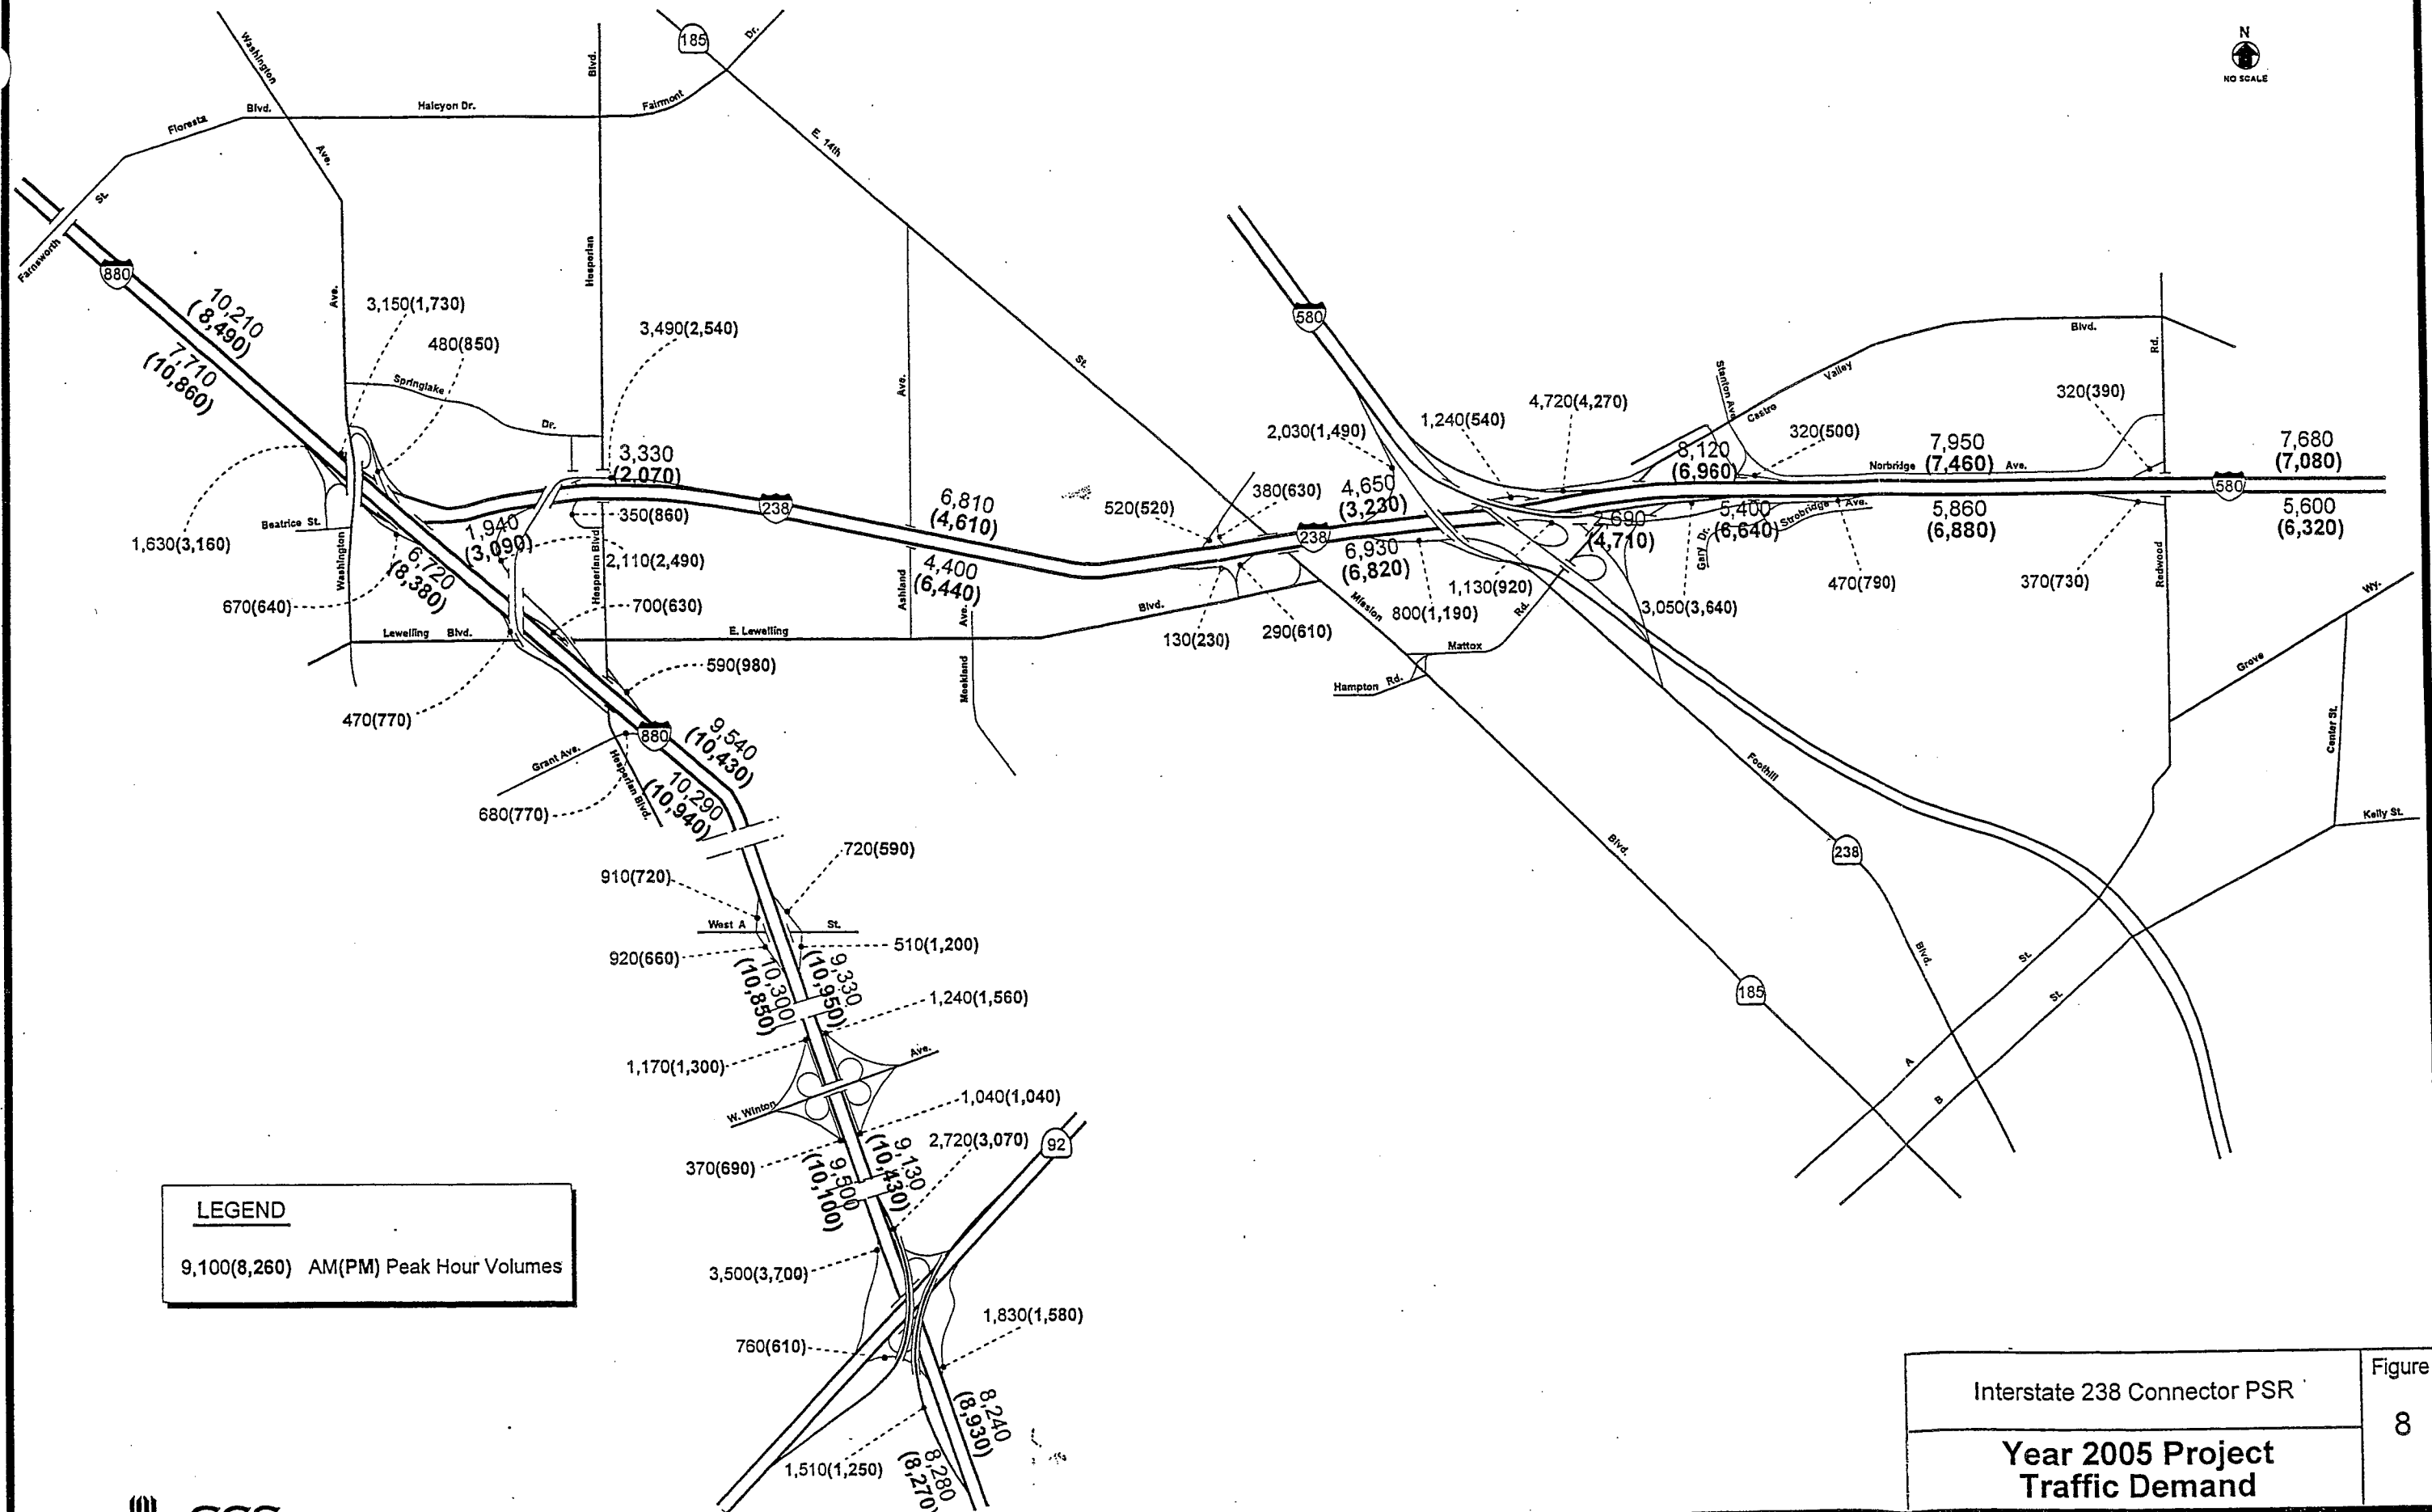 N
NO SCALE
Washington
Ave.
Ave.
Washington
Blvd.
Hesperian
Hesperian Blvd.
Hesperian Blvd.
185
Dr.
Fairmont
Halcyon Dr.
Blvd.
Floresta
St.
Farnsworth
E. 14th
St.
880
10,210
(8,490)
7,710
(10,860)
3,150(1,730)
480(850)
3,490(2,540)
Springlake
Dr.
3,330
(2,070)
238
350(860)
2,110(2,490)
1,940
(3,090)
Beatrice St.
1,630(3,160)
670(640)
6,720
(8,380)
700(630)
Lewelling Blvd.
E. Lewelling
Blvd.
590(980)
470(770)
880
Grant Ave.
680(770)
9,540
(10,430)
10,290
(10,940)
Ave.
Ashland
6,810
(4,610)
4,400
(6,440)
Ave.
Meekland
520(520)
380(630)
130(230)
290(610)
238
4,650
(3,230)
6,930
(6,820)
580
2,030(1,490)
1,240(540)
4,720(4,270)
800(1,190)
1,130(920)
2,690
(4,710)
3,050(3,640)
8,120
(6,960)
Stanton Ave.
Castro
Valley
Blvd.
320(500)
7,950
(7,460)
Norbridge
Ave.
5,400
(6,640)
Gary Dr.
Strobridge
Ave.
470(790)
5,860
(6,880)
320(390)
Rd.
Redwood
370(730)
7,680
(7,080)
580
5,600
(6,320)
Mission
Blvd.
Mattox
Rd.
Hampton Rd.
Foothill
238
Blvd.
185
Grove
Wy.
Center St.
Kelly St.
A
St.
B
St.
720(590)
910(720)
West A
St.
920(660)
510(1,200)
9,330
(10,950)
10,300
(10,850)
1,240(1,560)
1,170(1,300)
W. Winton
Ave.
1,040(1,040)
370(690)
9,130
(10,430)
9,500
(10,100)
2,720(3,070)
92
3,500(3,700)
760(610)
1,830(1,580)
1,510(1,250)
8,240
(8,930)
8,280
(8,270)
LEGEND
9,100(8,260) AM(PM) Peak Hour Volumes
Interstate 238 Connector PSR
Figure
8
Year 2005 Project
Traffic Demand